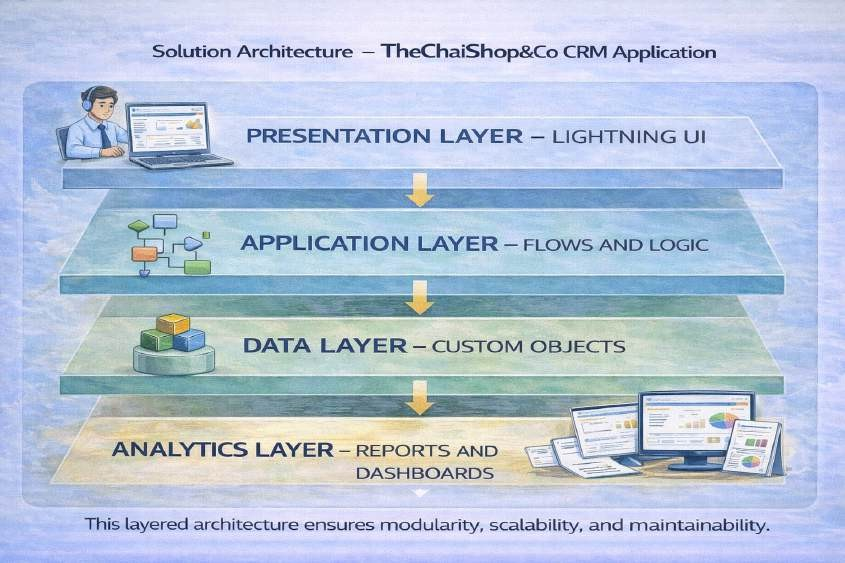 Solution Architecture – TheChaiShop&Co CRM Application
PRESENTATION LAYER – LIGHTNING UI
APPLICATION LAYER – FLOWS AND LOGIC
DATA LAYER – CUSTOM OBJECTS
ANALYTICS LAYER – REPORTS AND
DASHBOARDS
This layered architecture ensures modularity, scalability, and maintainability.